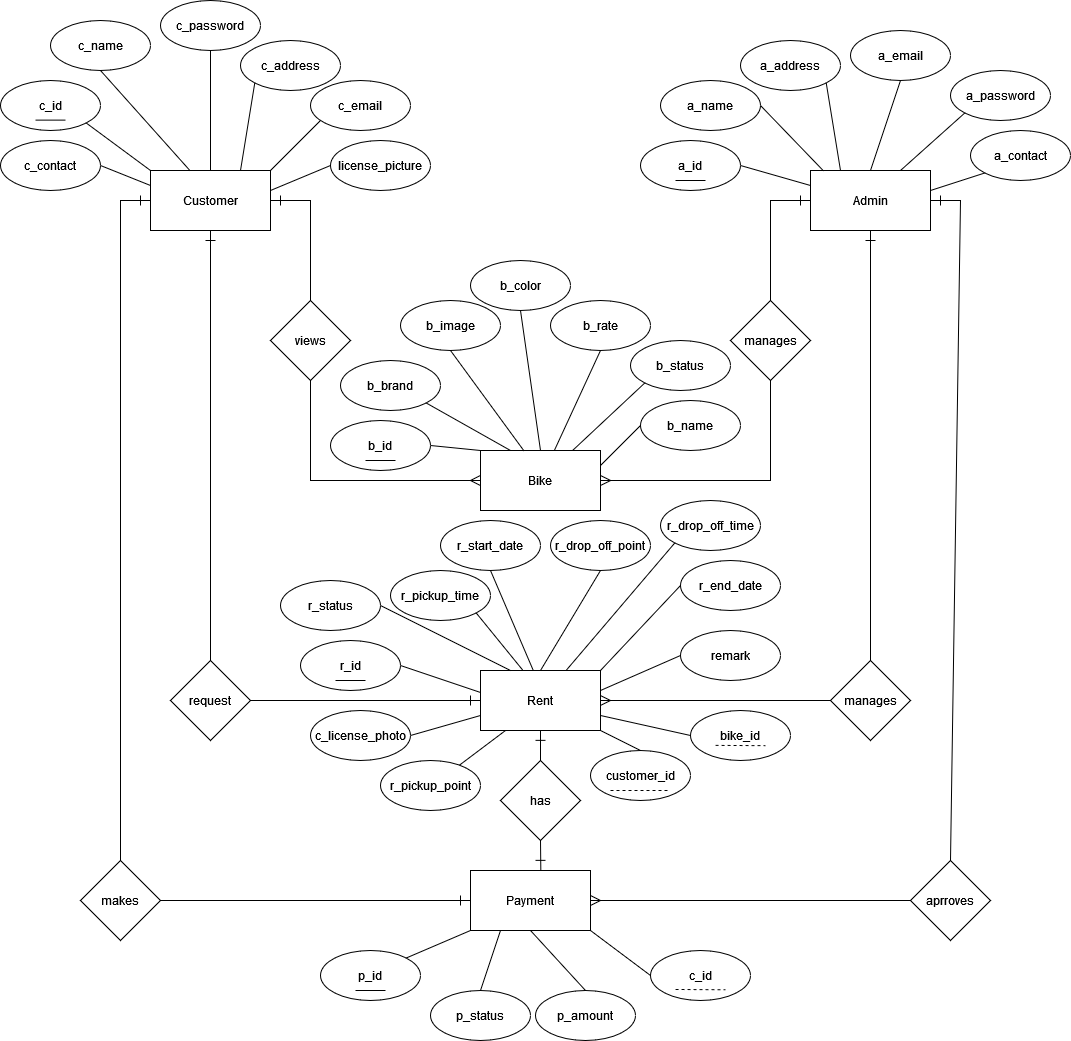 c_password
c_name
c_address
c_id
c_email
c_contact
license_picture
Customer
a_email
a_address
a_name
a_password
a_id
a_contact
Admin
views
manages
b_color
b_image
b_rate
b_brand
b_status
b_id
b_name
Bike
r_start_date
r_drop_off_point
r_drop_off_time
r_status
r_pickup_time
r_end_date
r_id
remark
request
Rent
manages
c_license_photo
bike_id
r_pickup_point
customer_id
has
makes
Payment
aprroves
p_id
c_id
p_status
p_amount